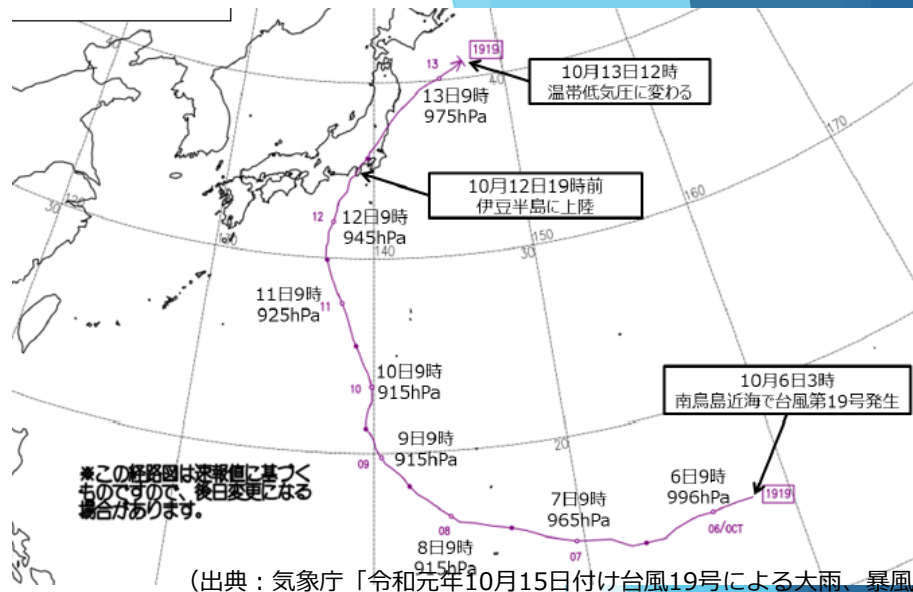 1919
13
10月13日12時
温帯低気圧に変わる
40
13日9時
975hPa
170
10月12日19時前
伊豆半島に上陸
160
120
30
12
12日9時
945hPa
130
140
150
30
11日9時
925hPa
11
10日9時
915hPa
10
10月6日3時
南鳥島近海で台風第19号発生
9日9時
915hPa
09
20
※この経路図は速報値に基づく
ものですので、後日変更になる
場合があります。
6日9時
996hPa
1919
7日9時
965hPa
06/OCT
08
07
8日9時
915hPa
（出典：気象庁「令和元年10月15日付け台風19号による大雨、暴風